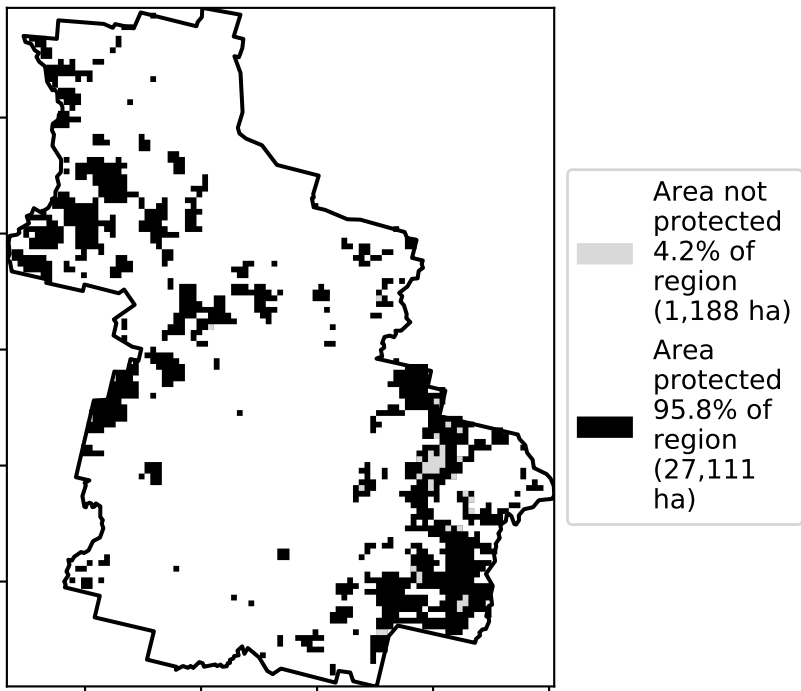 Area not
protected
4.2% of
region
(1,188 ha)
Area
protected
95.8% of
region
(27,111
ha)